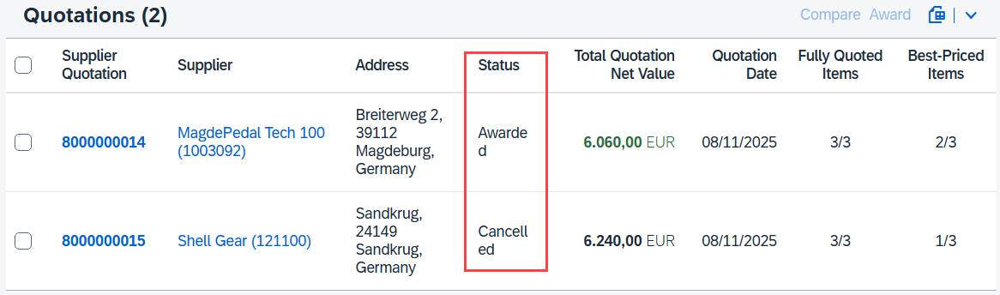 Quotations (2)
Compare Award
Supplier Quotation
Supplier
Address
Status
Total Quotation Net Value
Quotation Date
Fully Quoted Items
Best-Priced Items
8000000014
MagdePedal Tech 100
(1003092)
Breiterweg 2,
39112
Magdeburg,
Germany
Awarde
d
6.060,00 EUR
08/11/2025
3/3
2/3
8000000015
Shell Gear (121100)
Sandkrug,
24149
Sandkrug,
Germany
Cancell
ed
6.240,00 EUR
08/11/2025
3/3
1/3